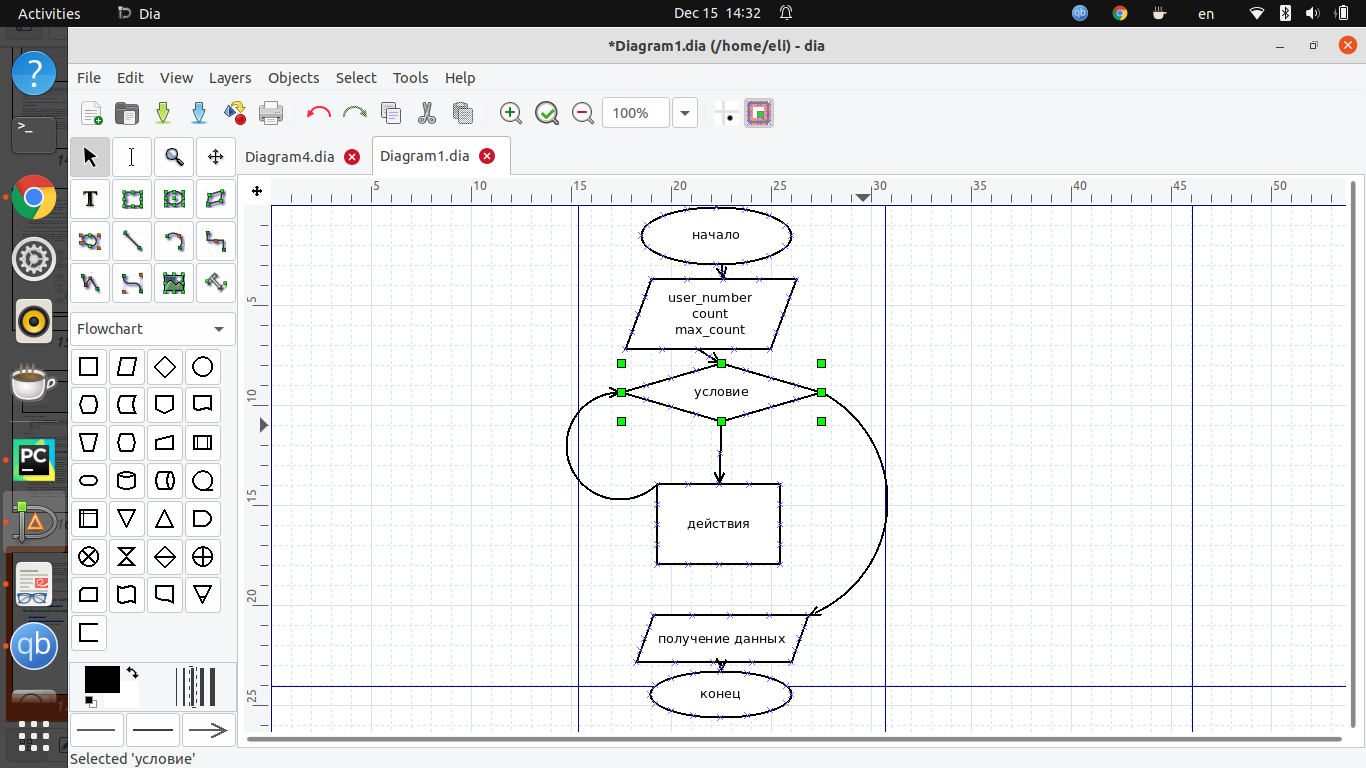 Activities
Dia
Dec 15 14:32
en
*Diagram1.dia (/home/eli) - dia
File Edit View Layers Objects Select Tools Help
100%
Diagram4.dia
Diagram1.dia
5 10 15 20 25 30 35 40 45 50
5
10
15
20
25
T
Flowchart
начало
user_number
count
max_count
условие
действия
получение данных
конец
>_
PC
qb
Selected 'условие'